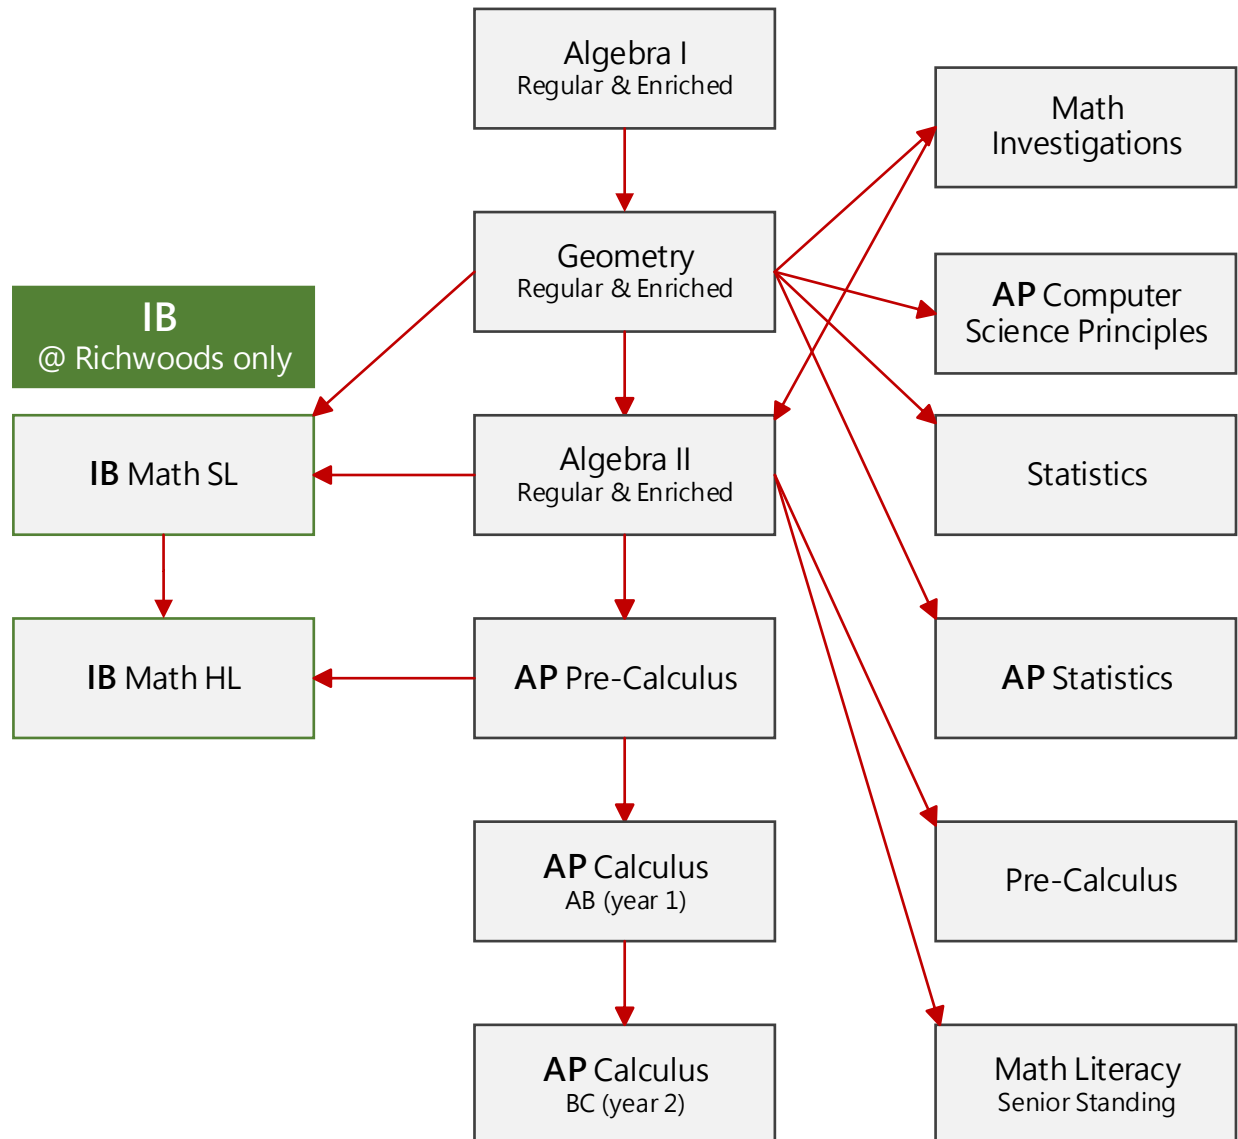 Algebra I
Regular & Enriched
Math
Investigations
Geometry
Regular & Enriched
AP Computer
Science Principles
IB
@ Richwoods only
IB Math SL
Algebra II
Regular & Enriched
Statistics
IB Math HL
AP Pre-Calculus
AP Statistics
AP Calculus
AB (year 1)
Pre-Calculus
AP Calculus
BC (year 2)
Math Literacy
Senior Standing